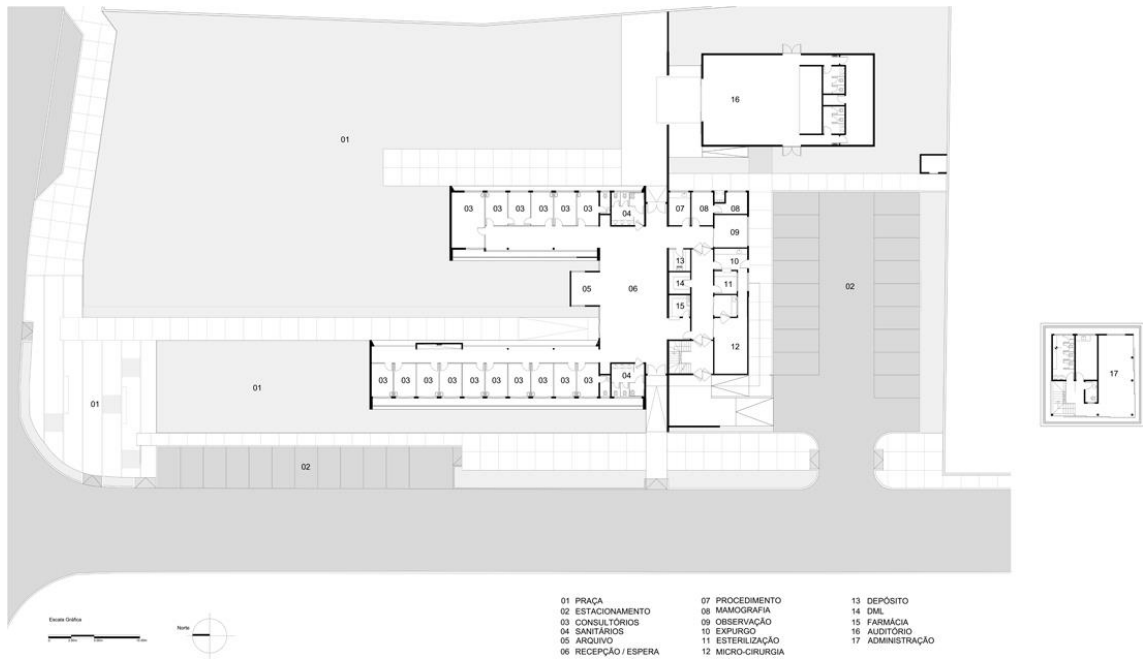 16
01
03 03 03 03 03 03 04 07 08 08
09
13 10
14 11
05 06 02
15
12
17
03 03 03 03 03 03 03 03 03 03 04
01
01
02
Escala Gráfica
Norte
01 PRAÇA
02 ESTACIONAMENTO
03 CONSULTÓRIOS
04 SANITÁRIOS
05 ARQUIVO
06 RECEPÇÃO / ESPERA
07 PROCEDIMENTO
08 MAMOGRAFIA
09 OBSERVAÇÃO
10 EXPURGO
11 ESTERILIZAÇÃO
12 MICRO-CIRURGIA
13 DEPÓSITO
14 DML
15 FARMÁCIA
16 AUDITÓRIO
17 ADMINISTRAÇÃO